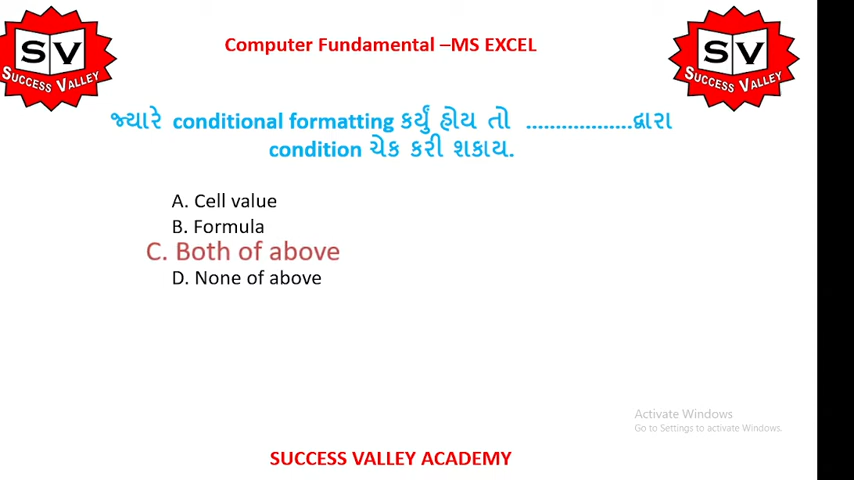 SV
SUCCESS VALLEY
Computer Fundamental –MS EXCEL
SV
SUCCESS VALLEY
જ્યારે conditional formatting કર્યું હોય તો ..................દ્વારા
condition ચેક કરી શકાય.
A. Cell value
B. Formula
C. Both of above
D. None of above
Activate Windows
Go to Settings to activate Windows.
SUCCESS VALLEY ACADEMY